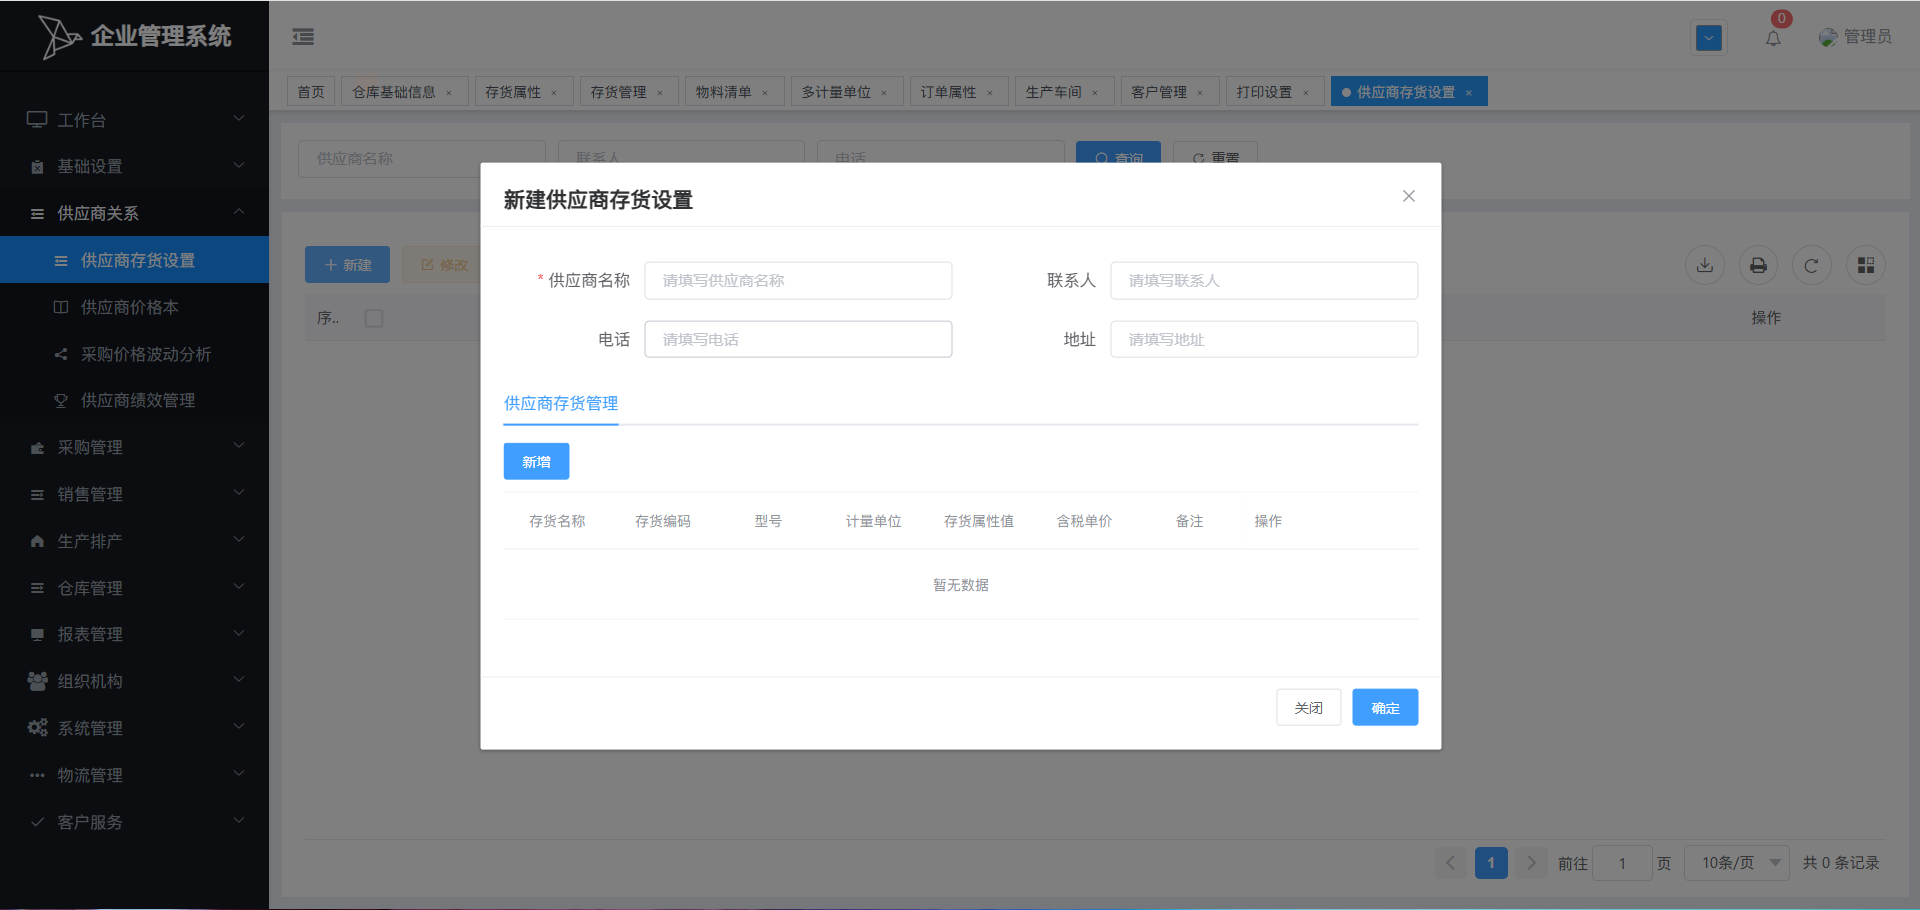 企业管理系统
0
管理员
首页
仓库基础信息 ×
存货属性 ×
存货管理 ×
物料清单 ×
多计量单位 ×
订单属性 ×
生产车间 ×
客户管理 ×
打印设置 ×
供应商存货设置 ×
工作台
基础设置
供应商关系
供应商存货设置
供应商价格本
采购价格波动分析
供应商绩效管理
采购管理
销售管理
生产排产
仓库管理
报表管理
组织机构
系统管理
物流管理
客户服务
供应商名称
联系人
电话
查询
重置
新建
修改
序..
操作
新建供应商存货设置
* 供应商名称
请填写供应商名称
联系人
请填写联系人
电话
请填写电话
地址
请填写地址
供应商存货管理
新增
存货名称
存货编码
型号
计量单位
存货属性值
含税单价
备注
操作
暂无数据
关闭
确定
1
前往
1
页
10条/页
共 0 条记录